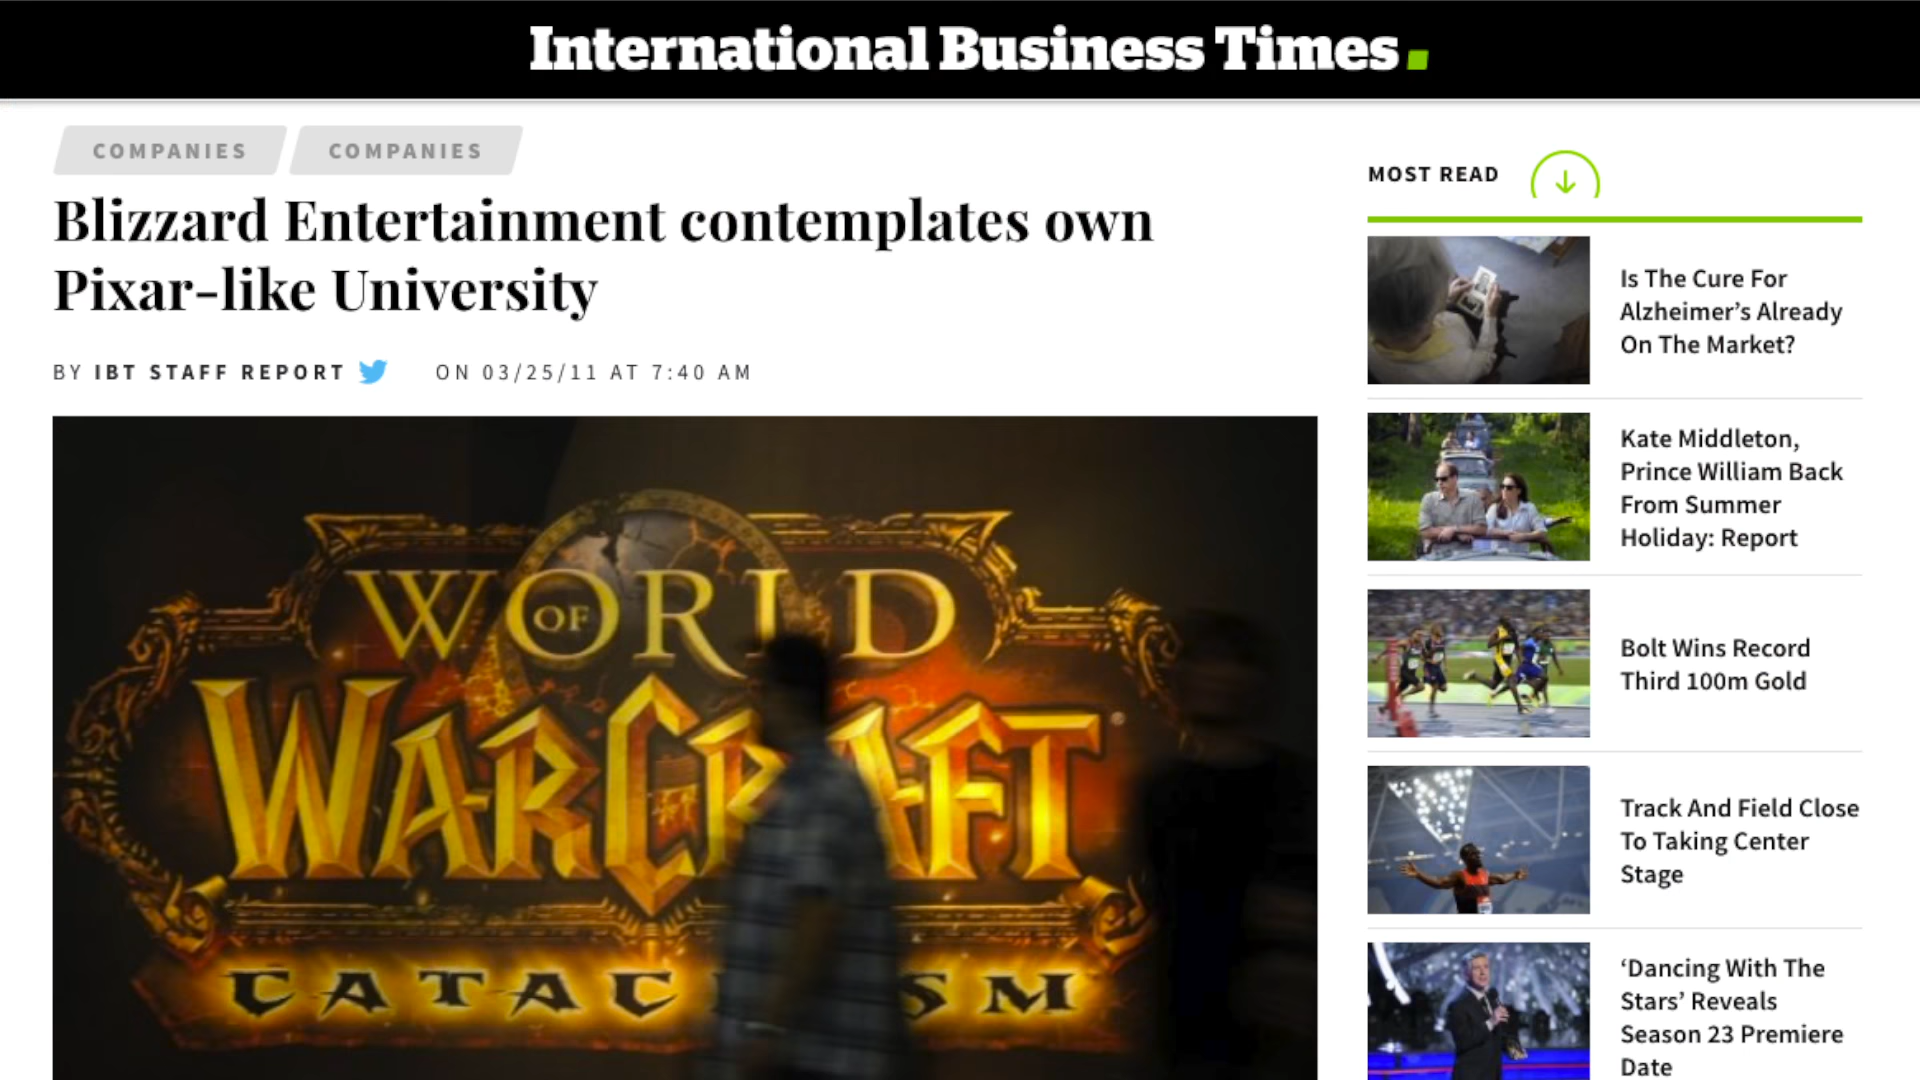 International Business Times
COMPANIES
COMPANIES
Blizzard Entertainment contemplates own
Pixar-like University
BY IBT STAFF REPORT ON 03/25/11 AT 7:40 AM
WORLD
OF
WARCRAFT
MOST READ
Is The Cure For
Alzheimer’s Already
On The Market?
Kate Middleton,
Prince William Back
From Summer
Holiday: Report
Bolt Wins Record
Third 100m Gold
Track And Field Close
To Taking Center
Stage
‘Dancing With The
Stars’ Reveals
Season 23 Premiere
Date